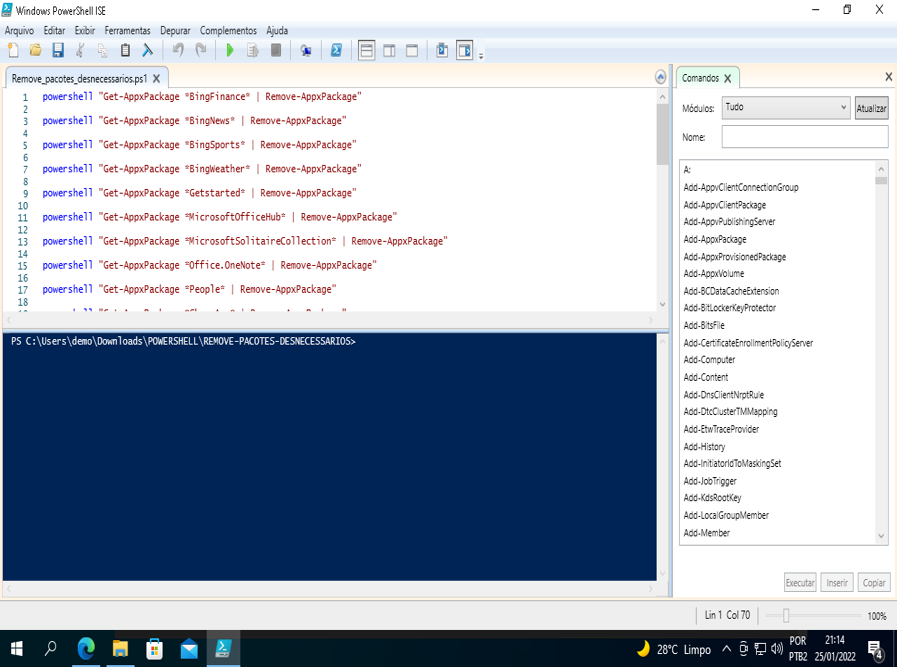 Windows PowerShell ISE
Arquivo Editar Exibir Ferramentas Depurar Complementos Ajuda
Remove_pacotes_desnecessarios.ps1 X
1 powershell "Get-AppxPackage *BingFinance* | Remove-AppxPackage"
2
3 powershell "Get-AppxPackage *BingNews* | Remove-AppxPackage"
4
5 powershell "Get-AppxPackage *BingSports* | Remove-AppxPackage"
6
7 powershell "Get-AppxPackage *BingWeather* | Remove-AppxPackage"
8
9 powershell "Get-AppxPackage *Getstarted* | Remove-AppxPackage"
10
11 powershell "Get-AppxPackage *MicrosoftOfficeHub* | Remove-AppxPackage"
12
13 powershell "Get-AppxPackage *MicrosoftSolitaireCollection* | Remove-AppxPackage"
14
15 powershell "Get-AppxPackage *Office.OneNote* | Remove-AppxPackage"
16
17 powershell "Get-AppxPackage *People* | Remove-AppxPackage"
18
PS C:\Users\demo\Downloads\POWERSHELL\REMOVE-PACOTES-DESNECESSARIOS>
Comandos X
Módulos: Tudo Atualizar
Nome:
A:
Add-AppvClientConnectionGroup
Add-AppvClientPackage
Add-AppvPublishingServer
Add-AppxPackage
Add-AppxProvisionedPackage
Add-AppxVolume
Add-BCDataCacheExtension
Add-BitLockerKeyProtector
Add-BitsFile
Add-CertificateEnrollmentPolicyServer
Add-Computer
Add-Content
Add-DnsClientNrptRule
Add-DtcClusterTMMapping
Add-EtwTraceProvider
Add-History
Add-InitiatorIdToMaskingSet
Add-JobTrigger
Add-KdsRootKey
Add-LocalGroupMember
Add-Member
Executar Inserir Copiar
Lin 1 Col 70 100%
28°C Limpo
POR
PTB2
21:14
25/01/2022
4